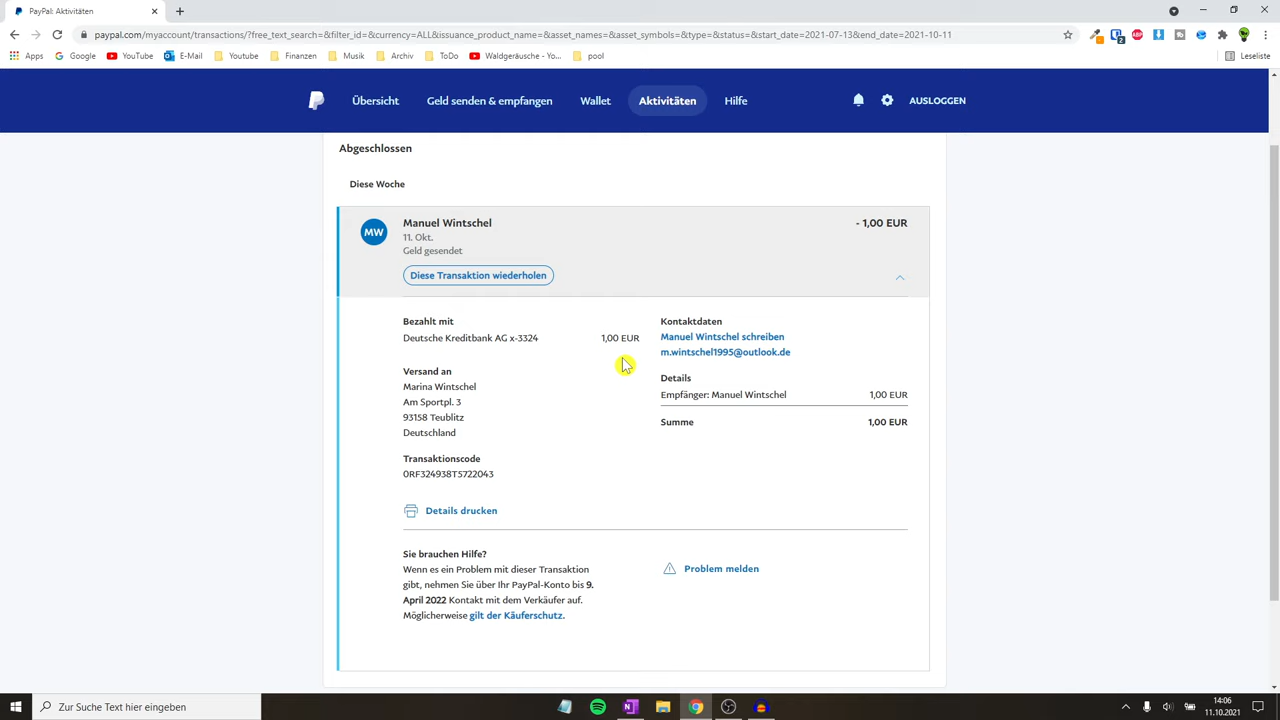 PayPal: Aktivitäten
paypal.com/myaccount/transactions/?free_text_search=&filter_id=&currency=ALL&issuance_product_name=&asset_names=&asset_symbols=&type=&status=&start_date=2021-07-13&end_date=2021-10-11
2
ABP
Apps
Google
YouTube
E-Mail
Youtube
Finanzen
Musik
Archiv
ToDo
Waldgeräusche - Yo...
pool
Leseliste
Übersicht
Geld senden & empfangen
Wallet
Aktivitäten
Hilfe
AUSLOGGEN
Abgeschlossen
Diese Woche
MW
Manuel Wintschel
- 1,00 EUR
11. Okt.
Geld gesendet
Diese Transaktion wiederholen
Bezahlt mit
Deutsche Kreditbank AG x-3324 1,00 EUR
Versand an
Marina Wintschel
Am Sportpl. 3
93158 Teublitz
Deutschland
Transaktionscode
0RF324938T5722043
Details drucken
Kontaktdaten
Manuel Wintschel schreiben
m.wintschel1995@outlook.de
Details
Empfänger: Manuel Wintschel 1,00 EUR
Summe 1,00 EUR
Sie brauchen Hilfe?
Wenn es ein Problem mit dieser Transaktion
gibt, nehmen Sie über Ihr PayPal-Konto bis 9.
April 2022 Kontakt mit dem Verkäufer auf.
Möglicherweise gilt der Käuferschutz.
Problem melden
Zur Suche Text hier eingeben
14:06
11.10.2021